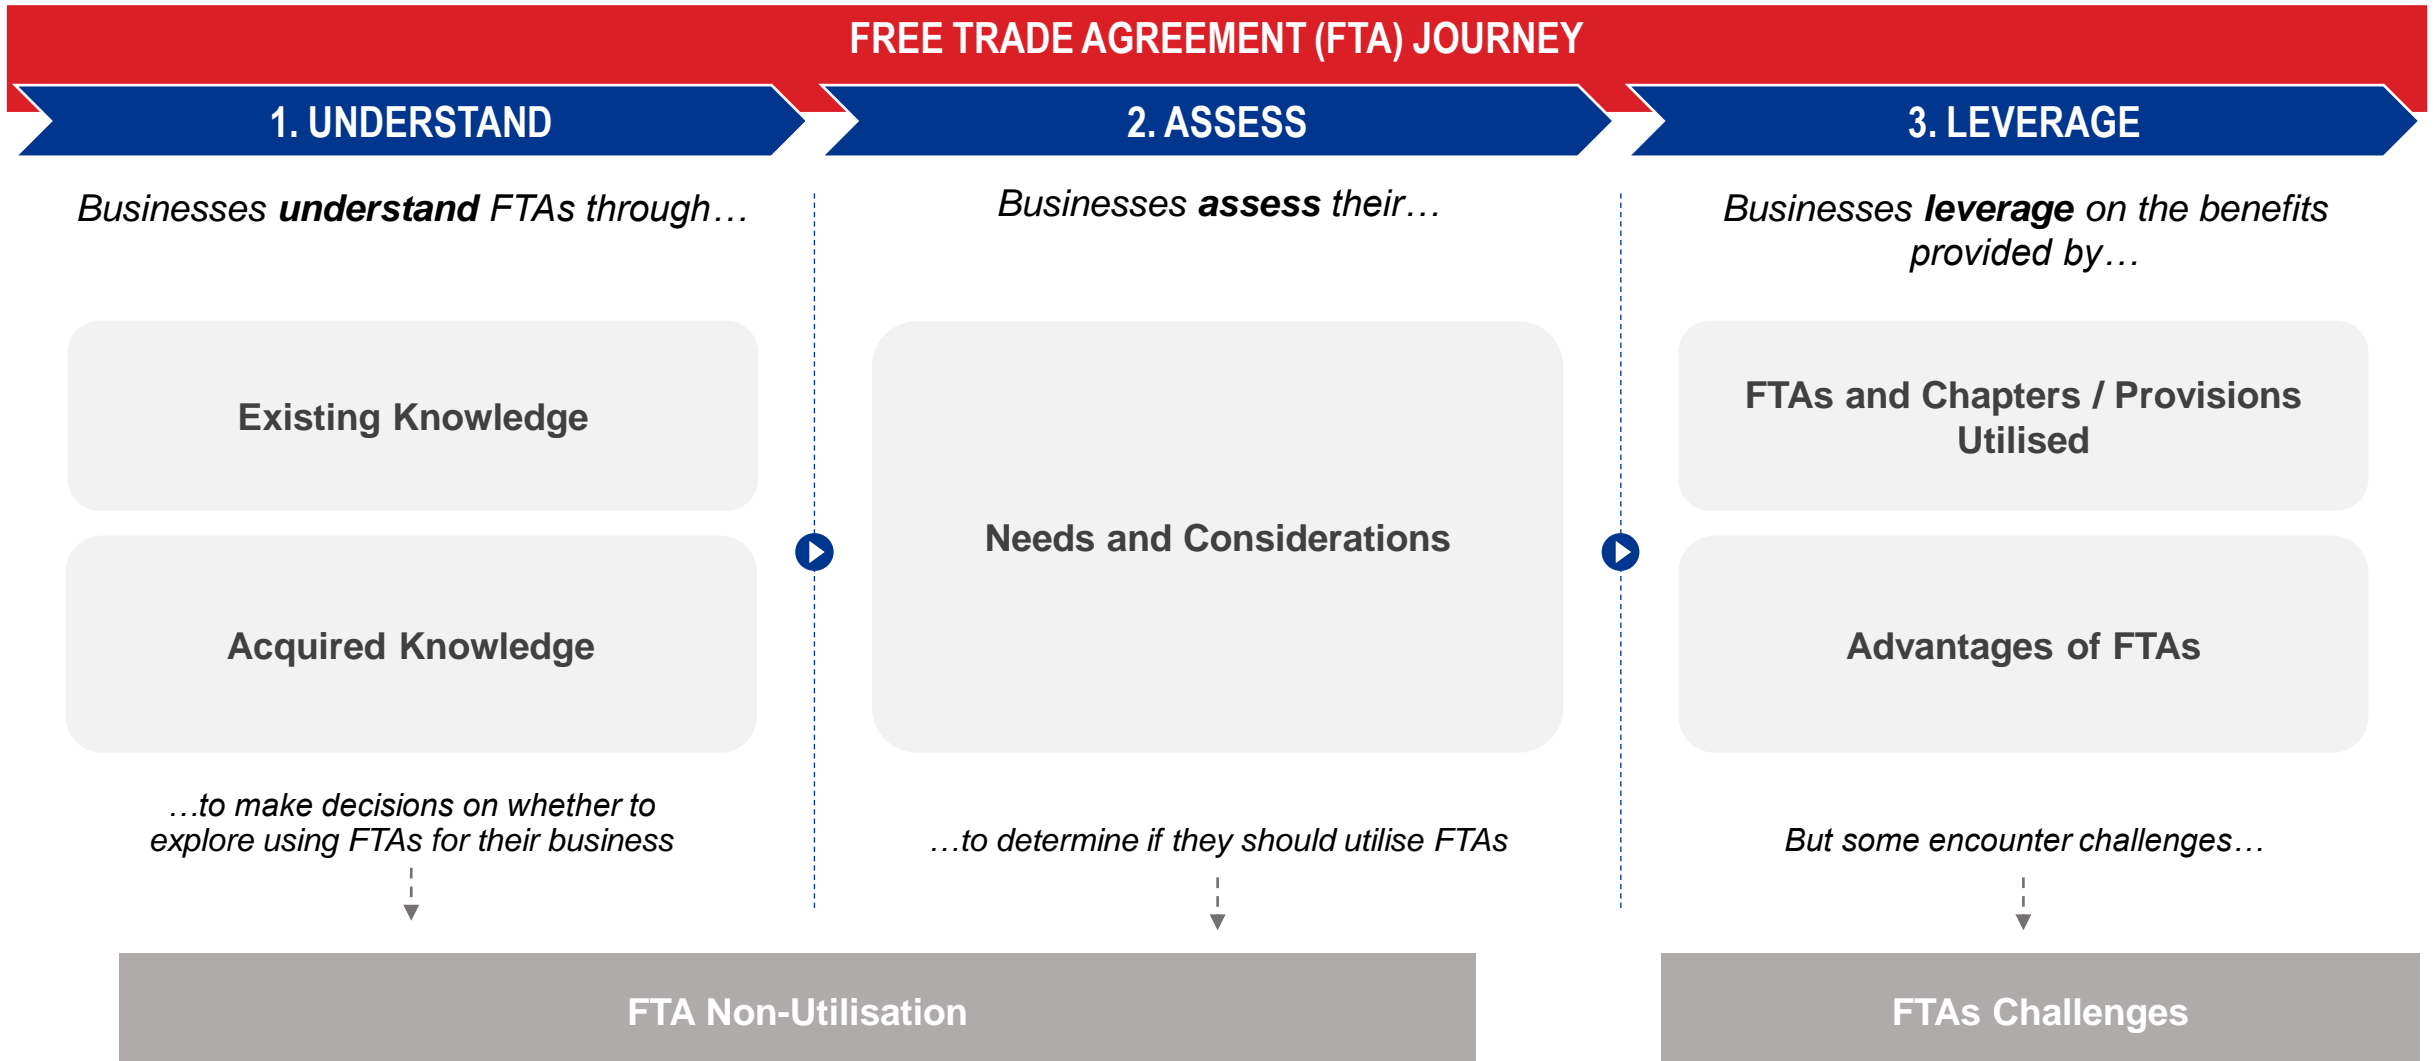 FREE TRADE AGREEMENT (FTA) JOURNEY
1. UNDERSTAND
2. ASSESS
3. LEVERAGE
Businesses understand FTAs through…
Existing Knowledge
Acquired Knowledge
…to make decisions on whether to
explore using FTAs for their business
Businesses assess their…
Needs and Considerations
…to determine if they should utilise FTAs
FTA Non-Utilisation
Businesses leverage on the benefits
provided by…
FTAs and Chapters / Provisions
Utilised
Advantages of FTAs
But some encounter challenges…
FTAs Challenges